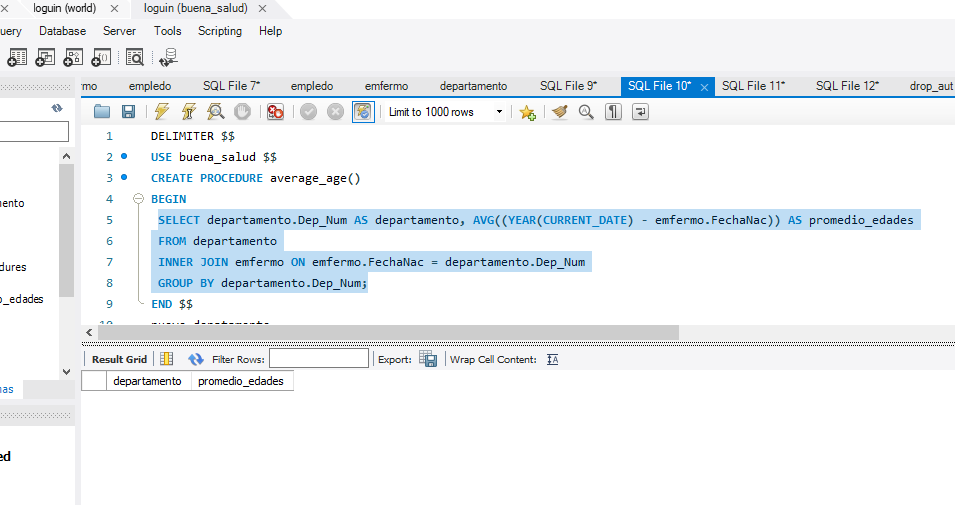 loguin (world)
loguin (buena_salud)
uery Database Server Tools Scripting Help
rmo empledo SQL File 7* empledo emfermo departamento SQL File 9* SQL File 10* SQL File 11* SQL File 12* drop_aut
Limit to 1000 rows
1 DELIMITER $$
2 USE buena_salud $$
3 CREATE PROCEDURE average_age()
4 BEGIN
5 SELECT departamento.Dep_Num AS departamento, AVG((YEAR(CURRENT_DATE) - emfermo.FechaNac)) AS promedio_edades
6 FROM departamento
7 INNER JOIN emfermo ON emfermo.FechaNac = departamento.Dep_Num
8 GROUP BY departamento.Dep_Num;
9 END $$
mento
dures
o_edades
nas
ed
Result Grid Filter Rows: Export: Wrap Cell Content:
departamento promedio_edades